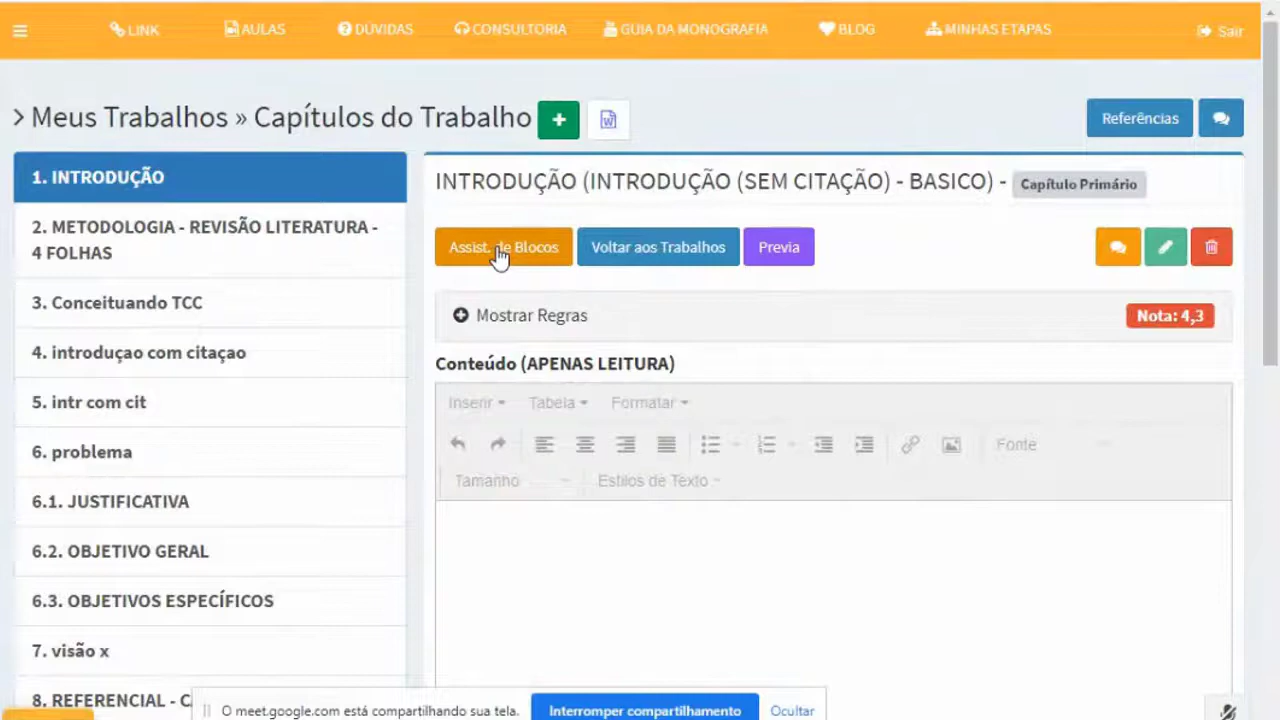 LINK AULAS DÚVIDAS CONSULTORIA GUIA DA MONOGRAFIA BLOG MINHAS ETAPAS Sair
Meus Trabalhos » Capítulos do Trabalho
Referências
1. INTRODUÇÃO
2. METODOLOGIA - REVISÃO LITERATURA -
4 FOLHAS
3. Conceituando TCC
4. introduçao com citaçao
5. intr com cit
6. problema
6.1. JUSTIFICATIVA
6.2. OBJETIVO GERAL
6.3. OBJETIVOS ESPECÍFICOS
7. visão x
8. REFERENCIAL - C
INTRODUÇÃO (INTRODUÇÃO (SEM CITAÇÃO) - BASICO) - Capítulo Primário
Assist. de Blocos Voltar aos Trabalhos Previa
Mostrar Regras Nota: 4,3
Conteúdo (APENAS LEITURA)
Inserir Tabela Formatar
Fonte
Tamanho Estilos de Texto
O meet.google.com está compartilhando sua tela. Interromper compartilhamento Ocultar